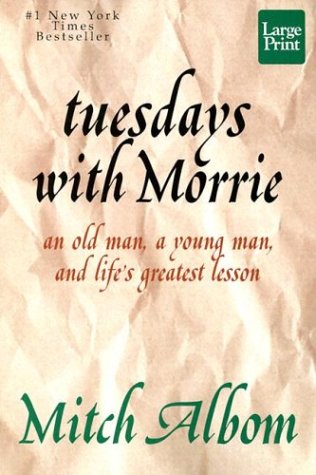 #1 New York
Times
Bestseller
Large
Print
tuesdays
with Morrie
an old man, a young man,
and life's greatest lesson
Mitch Albom